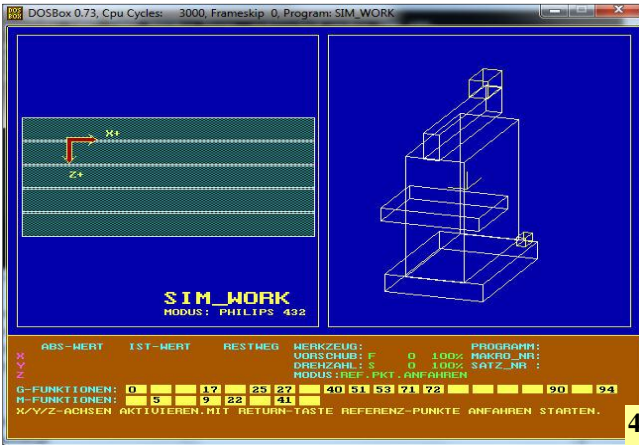 DOS BOX DOSBox 0.73, Cpu Cycles: 3000, Frameskip 0, Program: SIM_WORK
X+
Z+
SIM_WORK
MODUS: PHILIPS 432
ABS-WERT IST-WERT RESTWEG WERKZEUG: PROGRAMM:
X VORSCHUB: F 0 100% MAKRO_NR:
Y DREHZAHL: S 0 100% SATZ_NR :
Z MODUS:REF.PKT.ANFAHREN
G-FUNKTIONEN: 0 17 25 27 40 51 53 71 72 90 94
M-FUNKTIONEN: 5 9 22 41
X/Y/Z-ACHSEN AKTIVIEREN.MIT RETURN-TASTE REFERENZ-PUNKTE ANFAHREN STARTEN.
4